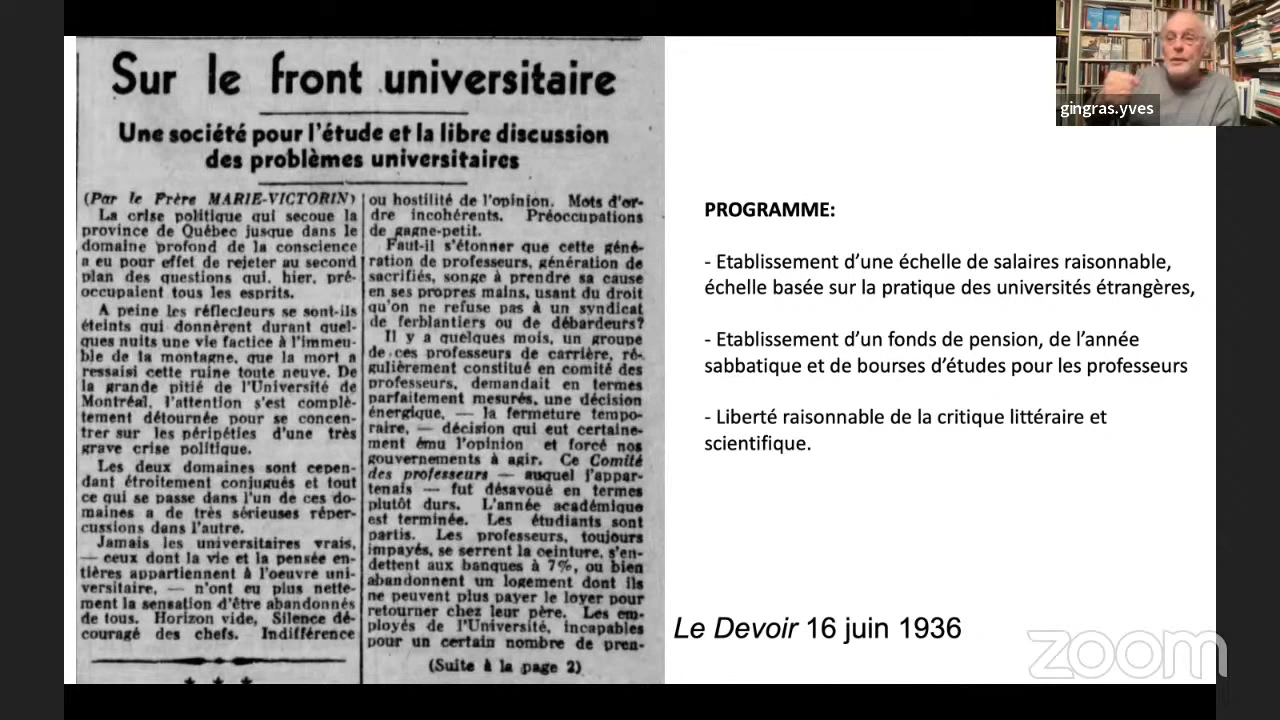 Sur le front universitaire
Une société pour l'étude et la libre discussion
des problèmes universitaires
(Par le Frère MARIE-VICTORIN)
La crise politique qui secoue la
province de Québec jusque dans le
domaine profond de la conscience
a eu pour effet de rejeter au second
plan des questions qui, hier, pré-
occupaient tous les esprits.
A peine les réflecteurs se sont-ils
éteints qui donnèrent durant quel-
ques nuits une vie factice à l'immeu-
ble de la montagne, que la mort a
ressaisi cette ruine toute neuve. De
la grande pitié de l'Université de
Montréal, l'attention s'est complè-
tement détournée pour se concen-
trer sur les péripéties d'une très
grave crise politique.
Les deux domaines sont cepen-
dant étroitement conjugués et tout
ce qui se passe dans l'un de ces do-
maines a de très sérieuses réper-
cussions dans l'autre.
Jamais les universitaires vrais,
— ceux dont la vie et la pensée en-
tières appartiennent à l'oeuvre uni-
versitaire, — n'ont eu plus nette-
ment la sensation d'être abandonnés
de tous. Horizon vide, Silence dé-
couragé des chefs. Indifférence
ou hostilité de l'opinion. Mots d'or-
dre incohérents. Préoccupations
de gagne-petit.
Faut-il s'étonner que cette géné-
ration de professeurs, génération de
sacrifiés, songe à prendre sa cause
en ses propres mains, usant du droit
qu'on ne refuse pas à un syndicat
de ferblantiers ou de débardeurs?
Il y a quelques mois, un groupe
de ces professeurs de carrière, ré-
gulièrement constitué en comité des
professeurs, demandait en termes
parfaitement mesurés, une décision
énergique, — la fermeture tempo-
raire, — décision qui eut certaine-
ment ému l'opinion et forcé nos
gouvernements à agir. Ce Comité
des professeurs — auquel j'appar-
tenais — fut désavoué en termes
plutôt durs. L'année académique
est terminée. Les étudiants sont
partis. Les professeurs, toujours
impayés, se serrent la ceinture, s'en-
dettent aux banques à 7%, ou bien
abandonnent un logement dont ils
ne peuvent plus payer le loyer pour
retourner chez leur père. Les em-
ployés de l'Université, incapables
pour un certain nombre de pren-
(Suite à la page 2)
PROGRAMME:
- Etablissement d'une échelle de salaires raisonnable,
échelle basée sur la pratique des universités étrangères,
- Etablissement d'un fonds de pension, de l'année
sabbatique et de bourses d'études pour les professeurs
- Liberté raisonnable de la critique littéraire et
scientifique.
Le Devoir 16 juin 1936
gingras.yves
zoom